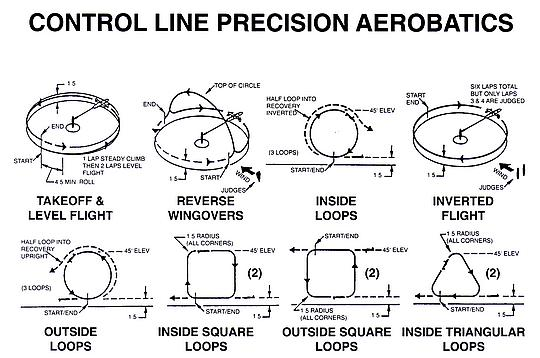 CONTROL LINE PRECISION AEROBATICS
1.5
END
START
1 LAP STEADY CLIMB
THEN 2 LAPS LEVEL
FLIGHT
4.5 MIN. ROLL
TAKEOFF &
LEVEL FLIGHT
TOP OF CIRCLE
END
1.5
START
WIND
JUDGES
REVERSE
WINGOVERS
HALF LOOP INTO
RECOVERY
INVERTED
45' ELEV
(3 LOOPS)
START/END
1.5
INSIDE
LOOPS
START
END
SIX LAPS TOTAL
BUT ONLY LAPS
3 & 4 ARE JUDGED
1.5
WIND
JUDGES
INVERTED
FLIGHT
HALF LOOP INTO
RECOVERY
UPRIGHT
45' ELEV
(3 LOOPS)
START/END
1.5
OUTSIDE
LOOPS
1.5 RADIUS
(ALL CORNERS)
45' ELEV
(2)
START/END
1.5
INSIDE SQUARE
LOOPS
START/END
45' ELEV
(2)
1.5 RADIUS
(ALL CORNERS)
1.5
OUTSIDE SQUARE
LOOPS
1.5 RADIUS
(ALL CORNERS)
45' ELEV
(2)
START/END
1.5
INSIDE TRIANGULAR
LOOPS